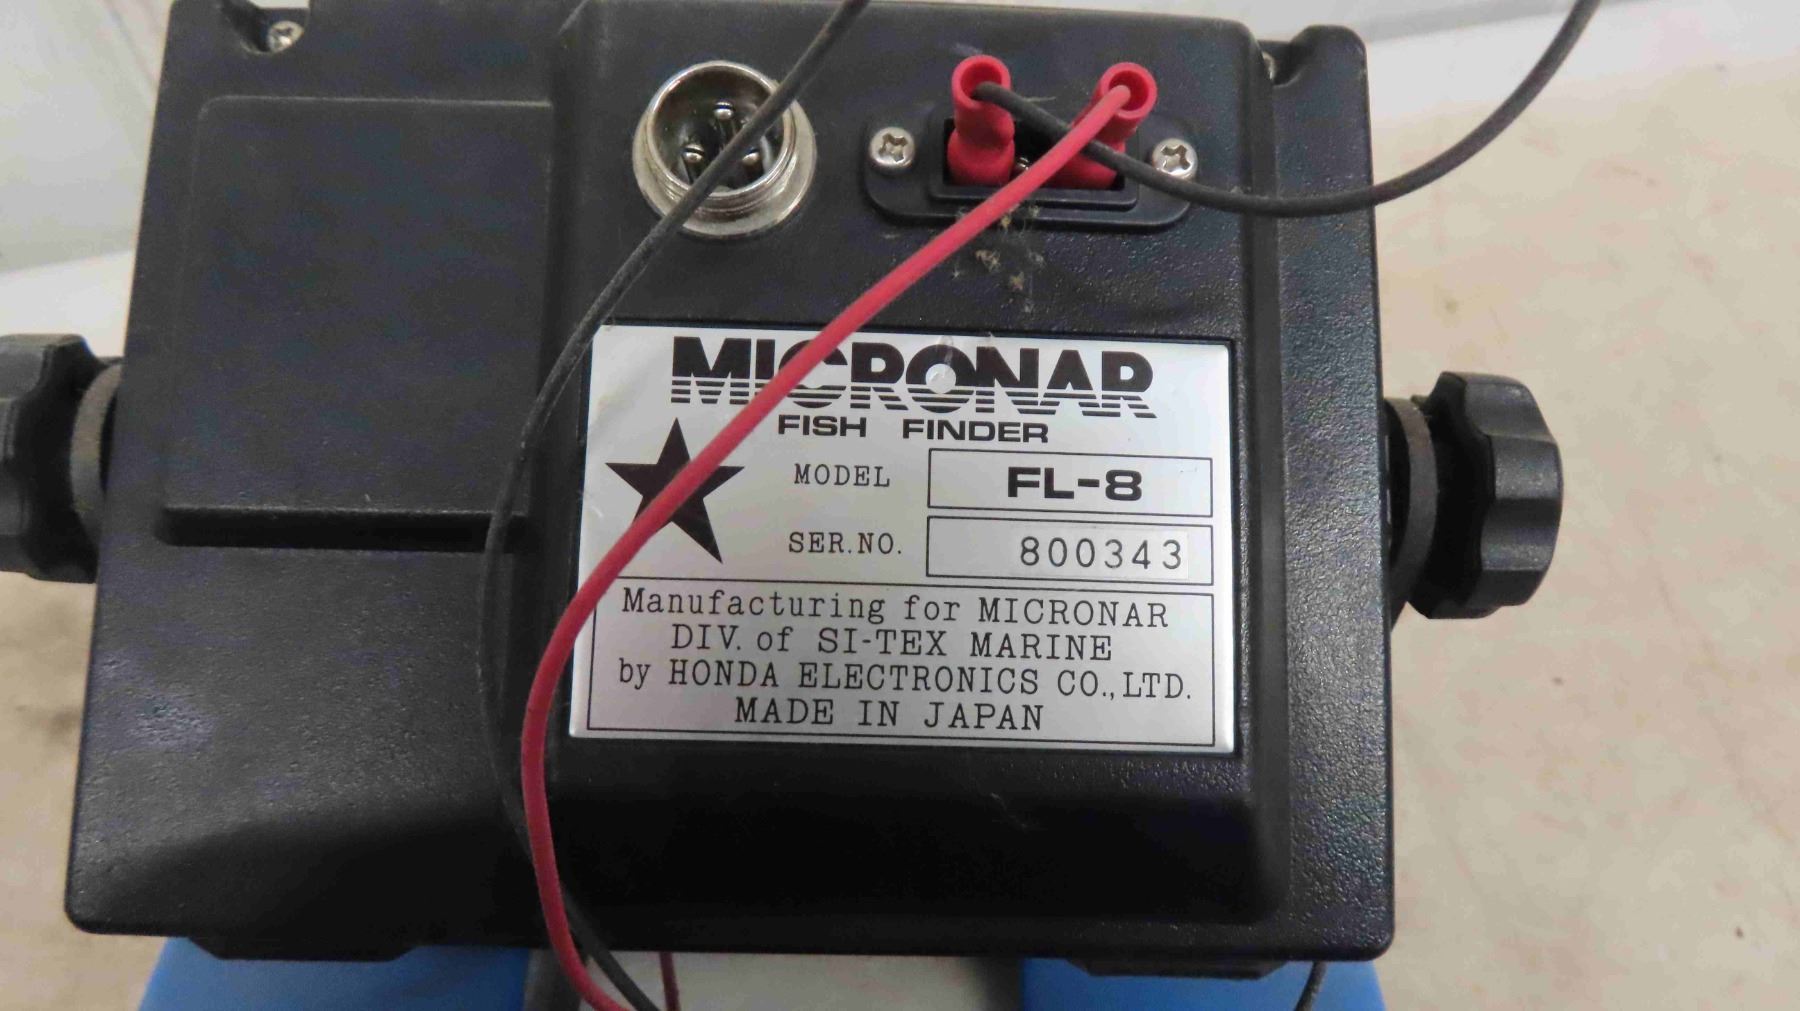 MICRONAR
FISH FINDER
MODEL FL-8
SER.NO. 800343
Manufacturing for MICRONAR
DIV. of SI-TEX MARINE
by HONDA ELECTRONICS CO.,LTD.
MADE IN JAPAN